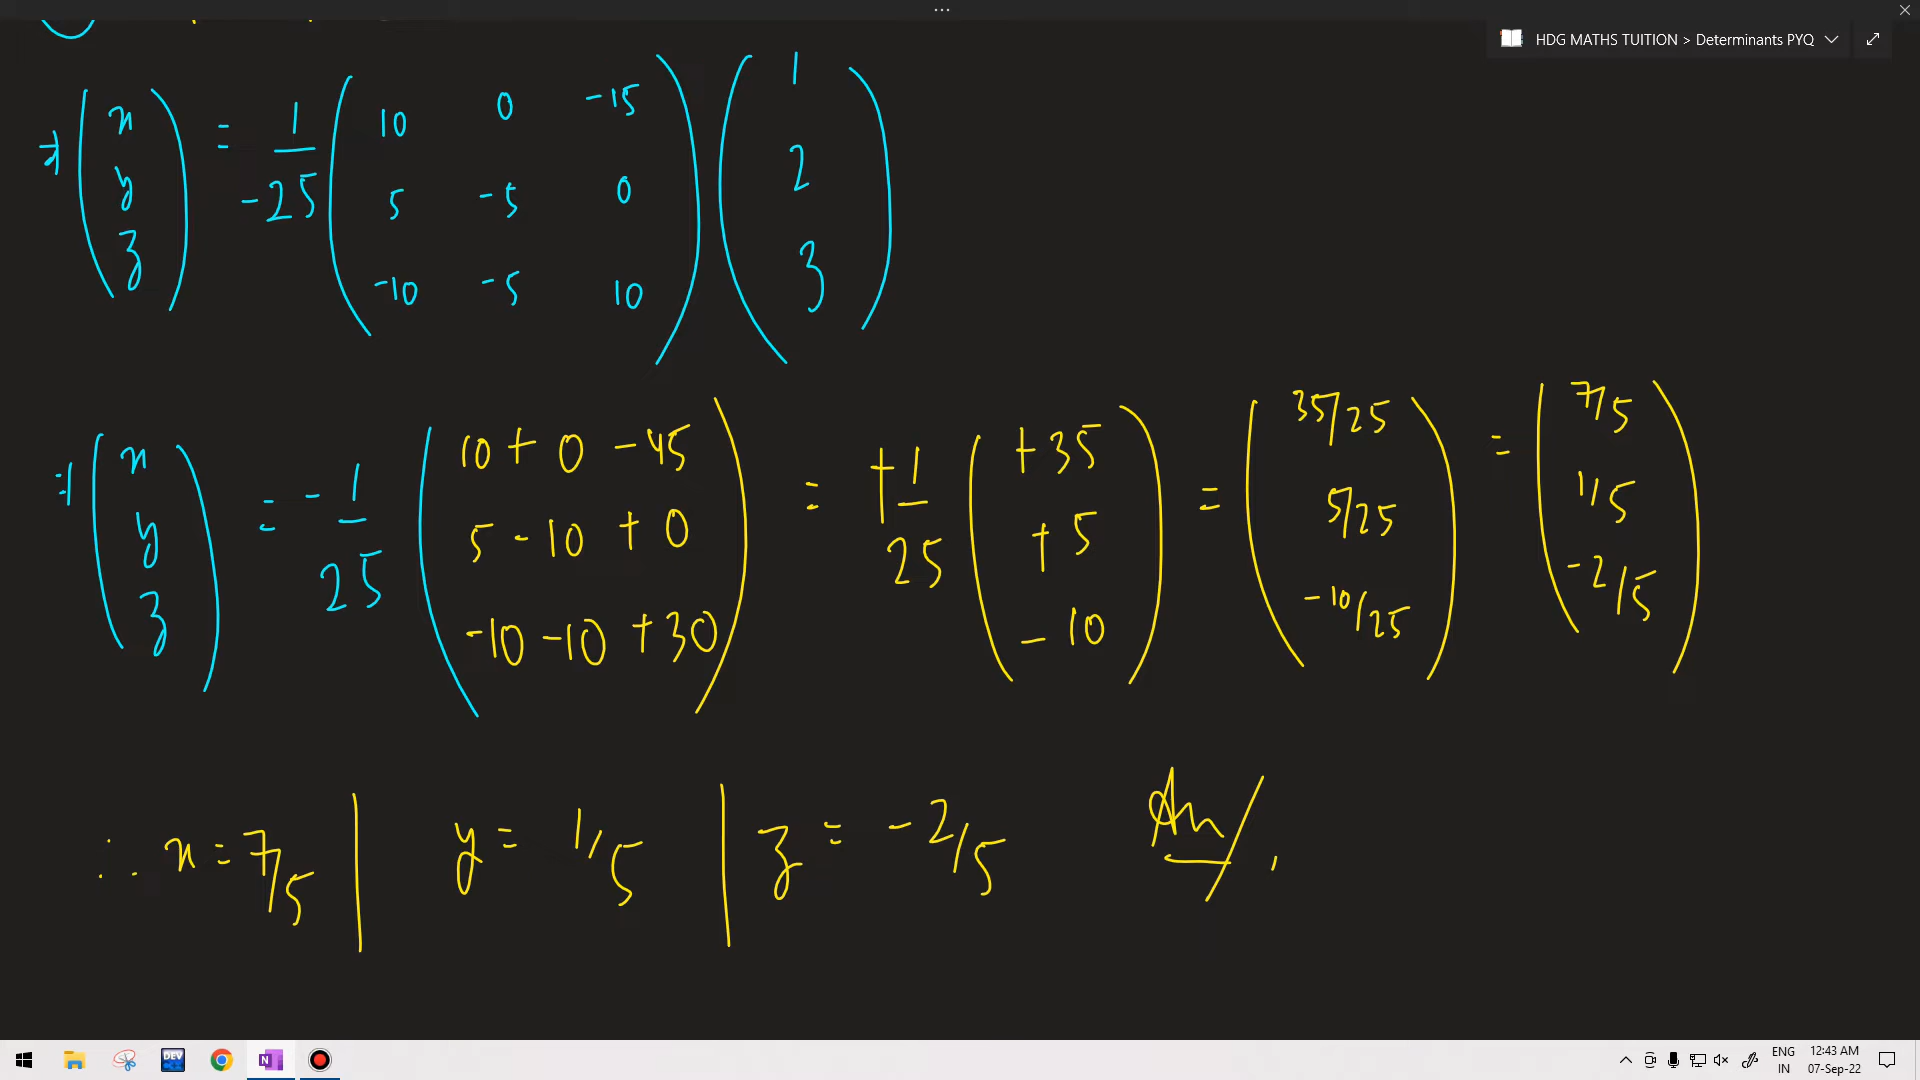 HDG MATHS TUITION > Determinants PYQ
⇒ (x y z) = 1/-25 (10 0 -15
5 -5 0
-10 -5 10) (1 2 3)
⇒ (x y z) = -1/25 (10 + 0 - 45
5 - 10 + 0
-10 - 10 + 30) = +1/25 (+35 +5 -10) = (35/25 5/25 -10/25) = (7/5 1/5 -2/5)
∴ x = 7/5 | y = 1/5 | z = -2/5 An/.
DEV
N
ENG
IN
12:43 AM
07-Sep-22